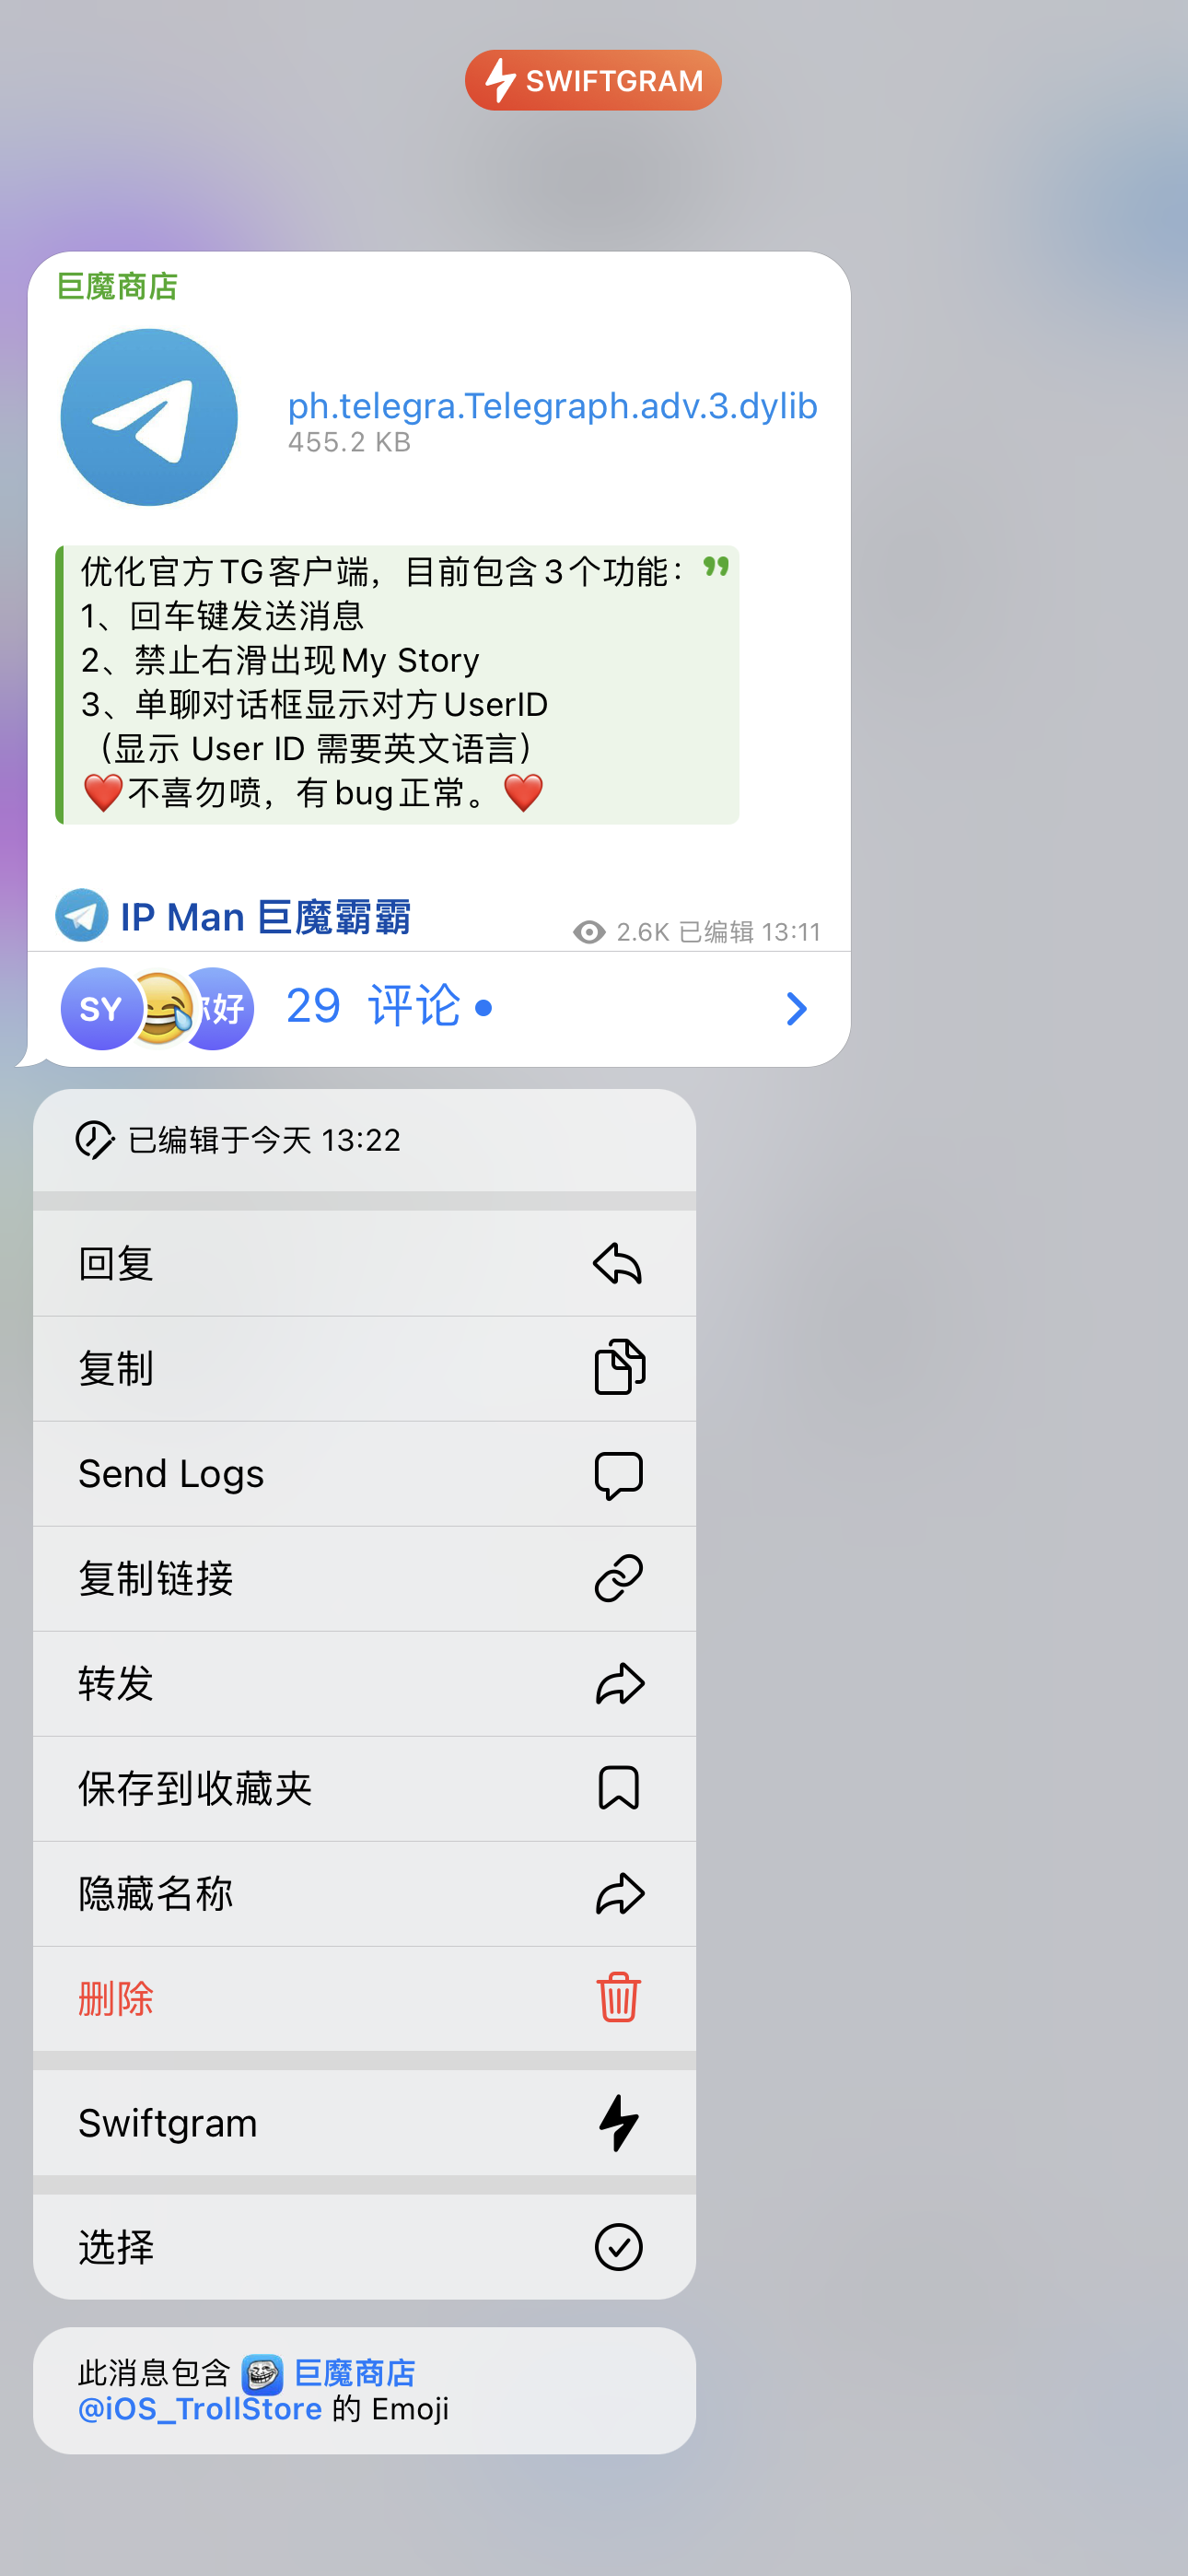 SWIFTGRAM
巨魔商店
ph.telegra.Telegraph.adv.3.dylib
455.2 KB
优化官方TG客户端，目前包含3个功能：
1、回车键发送消息
2、禁止右滑出现My Story
3、单聊对话框显示对方UserID
（显示 User ID 需要英文语言）
❤️不喜勿喷，有bug正常。❤️
IP Man 巨魔霸霸
2.6K 已编辑 13:11
SY 你好 29 评论
已编辑于今天 13:22
回复
复制
Send Logs
复制链接
转发
保存到收藏夹
隐藏名称
删除
Swiftgram
选择
此消息包含 巨魔商店
@iOS_TrollStore 的 Emoji